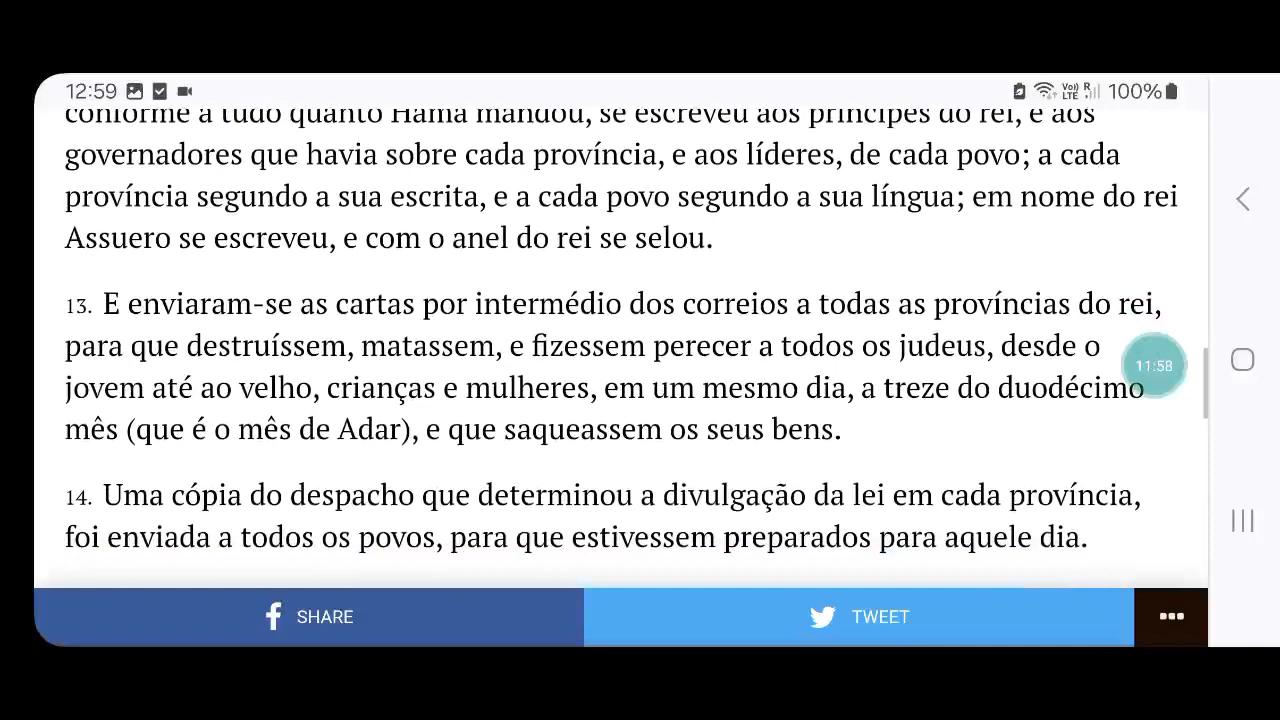 12:59 Vo) R LTE 100%
conforme a tudo quanto Hamã mandou, se escreveu aos príncipes do rei, e aos
governadores que havia sobre cada província, e aos líderes, de cada povo; a cada
província segundo a sua escrita, e a cada povo segundo a sua língua; em nome do rei
Assuero se escreveu, e com o anel do rei se selou.
13. E enviaram-se as cartas por intermédio dos correios a todas as províncias do rei,
para que destruíssem, matassem, e fizessem perecer a todos os judeus, desde o
11:58
jovem até ao velho, crianças e mulheres, em um mesmo dia, a treze do duodécimo
mês (que é o mês de Adar), e que saqueassem os seus bens.
14. Uma cópia do despacho que determinou a divulgação da lei em cada província,
foi enviada a todos os povos, para que estivessem preparados para aquele dia.
SHARE TWEET